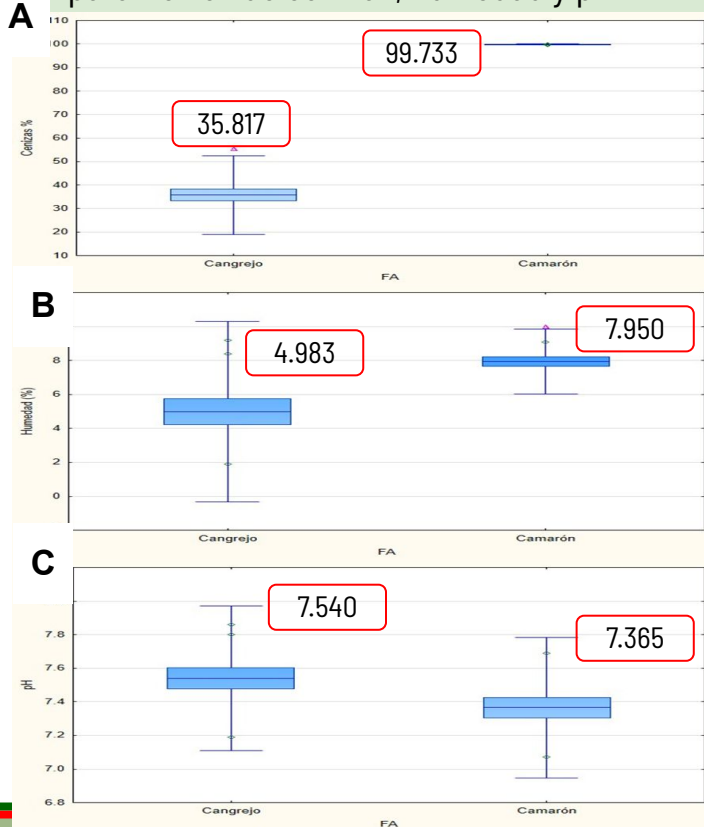 A
110
100
90
80
70
60
50
40
30
20
10
Cenizas %
99.733
35.817
Cangrejo
Camarón
FA
B
8
6
4
2
0
Humedad (%)
4.983
7.950
Cangrejo
Camarón
FA
C
7.8
7.6
7.4
7.2
7.0
6.8
pH
7.540
7.365
Cangrejo
Camarón
FA